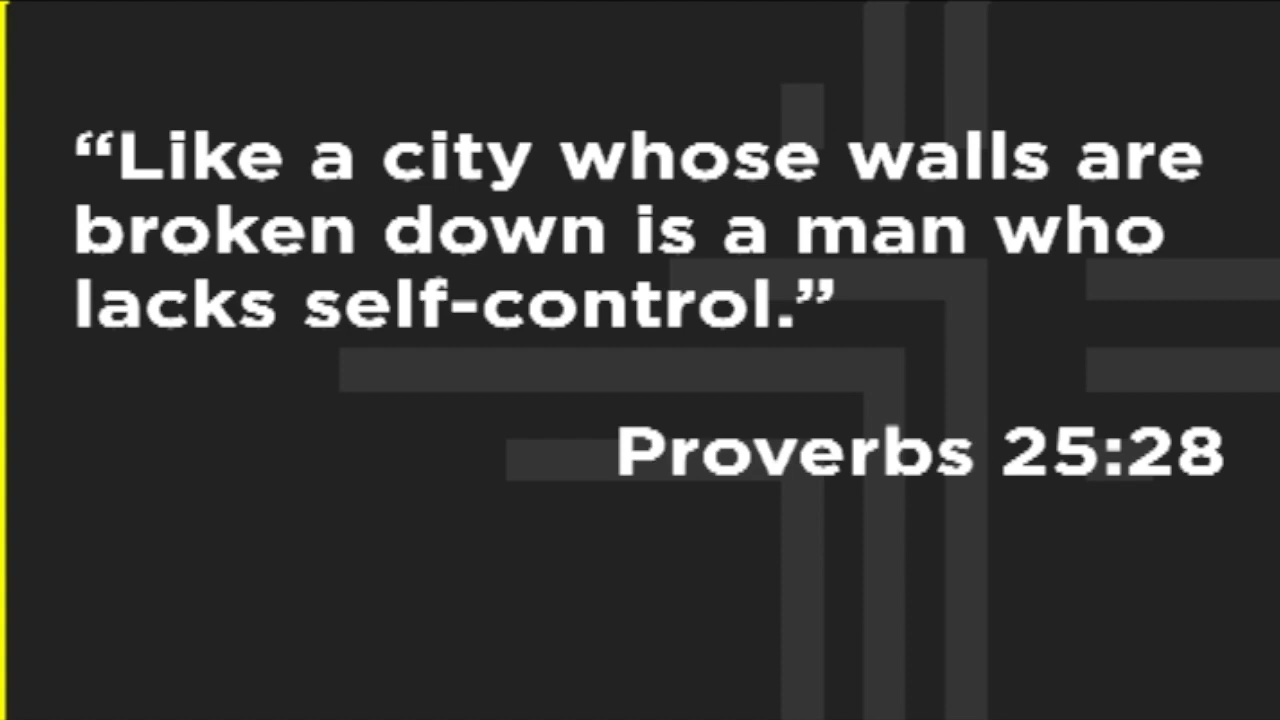 “Like a city whose walls are
broken down is a man who
lacks self-control.”
Proverbs 25:28